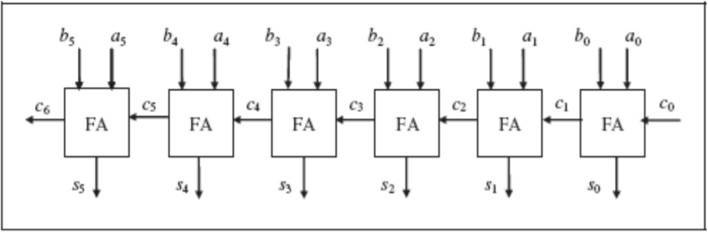 b5 a5 b4 a4 b3 a3 b2 a2 b1 a1 b0 a0
c6 c5 c4 c3 c2 c1 c0
FA FA FA FA FA FA
s5 s4 s3 s2 s1 s0